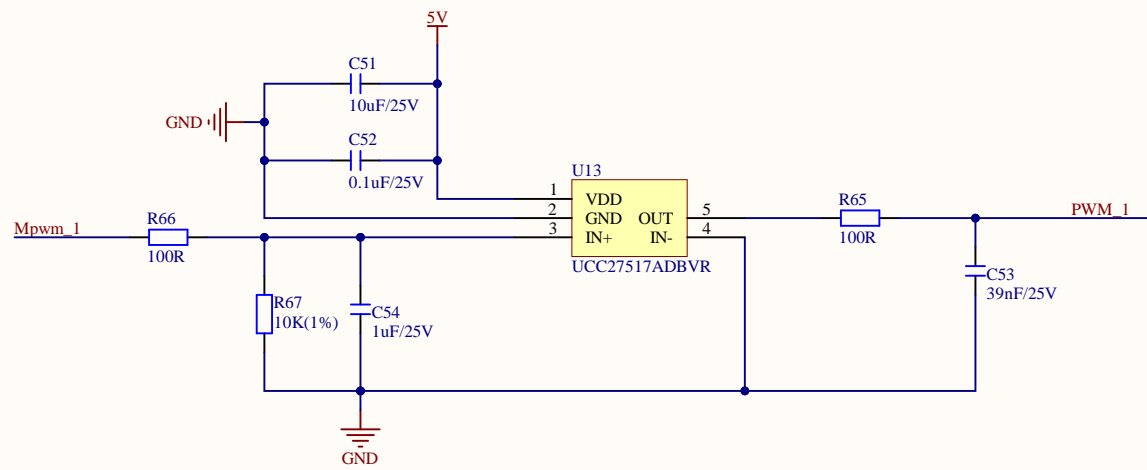 5V
C51
10uF/25V
GND
C52
0.1uF/25V
U13
1
VDD
2
GND
OUT
5
3
IN+
IN-
4
UCC27517ADBVR
Mpwm_1
R66
100R
R65
100R
PWM_1
R67
10K(1%)
C54
1uF/25V
C53
39nF/25V
GND